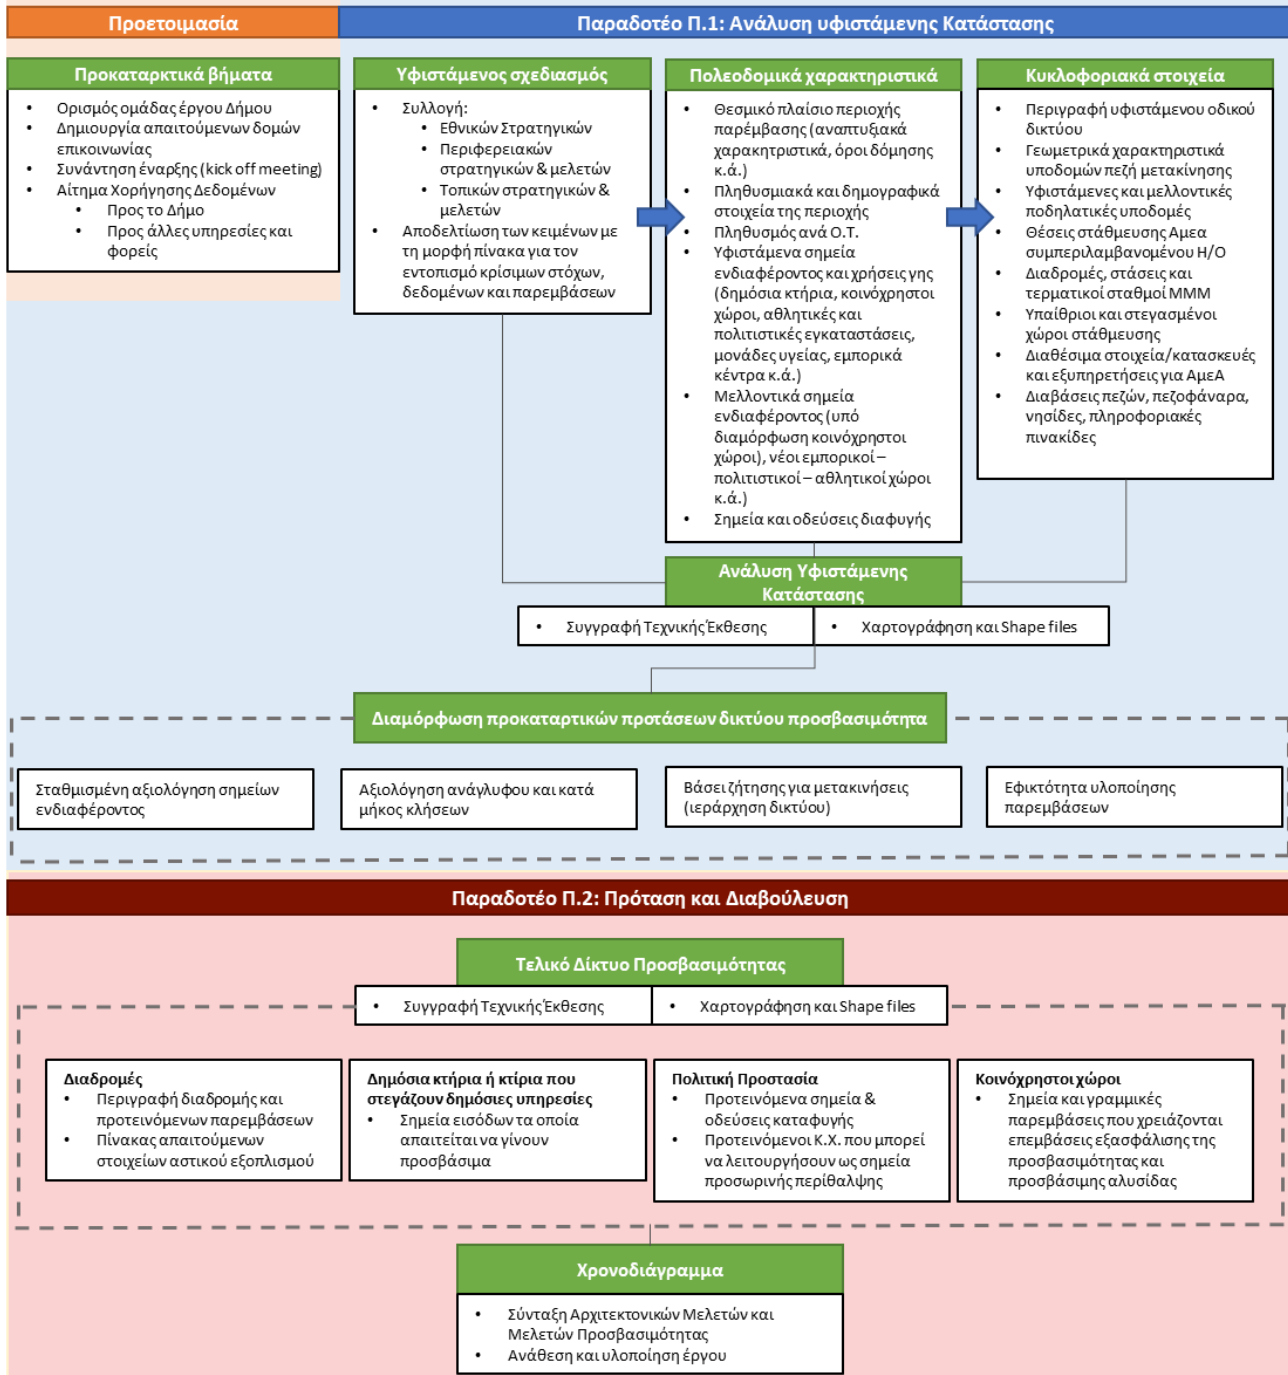 Προετοιμασία
Παραδοτέο Π.1: Ανάλυση υφιστάμενης Κατάστασης
Προκαταρκτικά βήματα
• Ορισμός ομάδας έργου Δήμου
• Δημιουργία απαιτούμενων δομών
επικοινωνίας
• Συνάντηση έναρξης (kick off meeting)
• Αίτημα Χορήγησης Δεδομένων
• Προς το Δήμο
• Προς άλλες υπηρεσίες και
φορείς
Υφιστάμενος σχεδιασμός
• Συλλογή:
• Εθνικών Στρατηγικών
• Περιφερειακών
στρατηγικών & μελετών
• Τοπικών στρατηγικών &
μελετών
• Αποδελτίωση των κειμένων με
τη μορφή πίνακα για τον
εντοπισμό κρίσιμων στόχων,
δεδομένων και παρεμβάσεων
Πολεοδομικά χαρακτηριστικά
• Θεσμικό πλαίσιο περιοχής
παρέμβασης (αναπτυξιακά
χαρακητριστικά, όροι δόμησης
κ.ά.)
• Πληθυσμιακά και δημογραφικά
στοιχεία της περιοχής
• Πληθυσμός ανά Ο.Τ.
• Υφιστάμενα σημεία
ενδιαφέροντος και χρήσεις γης
(δημόσια κτήρια, κοινόχρηστοι
χώροι, αθλητικές και
πολιτιστικές εγκαταστάσεις,
μονάδες υγείας, εμπορικά
κέντρα κ.ά.)
• Μελλοντικά σημεία
ενδιαφέροντος (υπό
διαμόρφωση κοινόχρηστοι
χώροι), νέοι εμπορικοί –
πολιτιστικοί – αθλητικοί χώροι
κ.ά.)
• Σημεία και οδεύσεις διαφυγής
Κυκλοφοριακά στοιχεία
• Περιγραφή υφιστάμενου οδικού
δικτύου
• Γεωμετρικά χαρακτηριστικά
υποδομών πεζή μετακίνησης
• Υφιστάμενες και μελλοντικές
ποδηλατικές υποδομές
• Θέσεις στάθμευσης Αμεα
συμπεριλαμβανομένου Η/Ο
• Διαδρομές, στάσεις και
τερματικοί σταθμοί ΜΜΜ
• Υπαίθριοι και στεγασμένοι
χώροι στάθμευσης
• Διαθέσιμα στοιχεία/κατασκευές
και εξυπηρετήσεις για ΑμεΑ
• Διαβάσεις πεζών, πεζοφάναρα,
νησίδες, πληροφοριακές
πινακίδες
Ανάλυση Υφιστάμενης
Κατάστασης
• Συγγραφή Τεχνικής Έκθεσης
• Χαρτογράφηση και Shape files
Διαμόρφωση προκαταρτικών προτάσεων δικτύου προσβασιμότητα
Σταθμισμένη αξιολόγηση σημείων
ενδιαφέροντος
Αξιολόγηση ανάγλυφου και κατά
μήκος κλήσεων
Βάσει ζήτησης για μετακινήσεις
(ιεράρχηση δικτύου)
Εφικτότητα υλοποίησης
παρεμβάσεων
Παραδοτέο Π.2: Πρόταση και Διαβούλευση
Τελικό Δίκτυο Προσβασιμότητας
• Συγγραφή Τεχνικής Έκθεσης
• Χαρτογράφηση και Shape files
Διαδρομές
• Περιγραφή διαδρομής και
προτεινόμενων παρεμβάσεων
• Πίνακας απαιτούμενων
στοιχείων αστικού εξοπλισμού
Δημόσια κτήρια ή κτίρια που
στεγάζουν δημόσιες υπηρεσίες
• Σημεία εισόδων τα οποία
απαιτείται να γίνουν
προσβάσιμα
Πολιτική Προστασία
• Προτεινόμενα σημεία &
οδεύσεις καταφυγής
• Προτεινόμενοι Κ.Χ. που μπορεί
να λειτουργήσουν ως σημεία
προσωρινής περίθαλψης
Κοινόχρηστοι χώροι
• Σημεία και γραμμικές
παρεμβάσεις που χρειάζονται
επεμβάσεις εξασφάλισης της
προσβασιμότητας και
προσβάσιμης αλυσίδας
Χρονοδιάγραμμα
• Σύνταξη Αρχιτεκτονικών Μελετών και
Μελετών Προσβασιμότητας
• Ανάθεση και υλοποίηση έργου